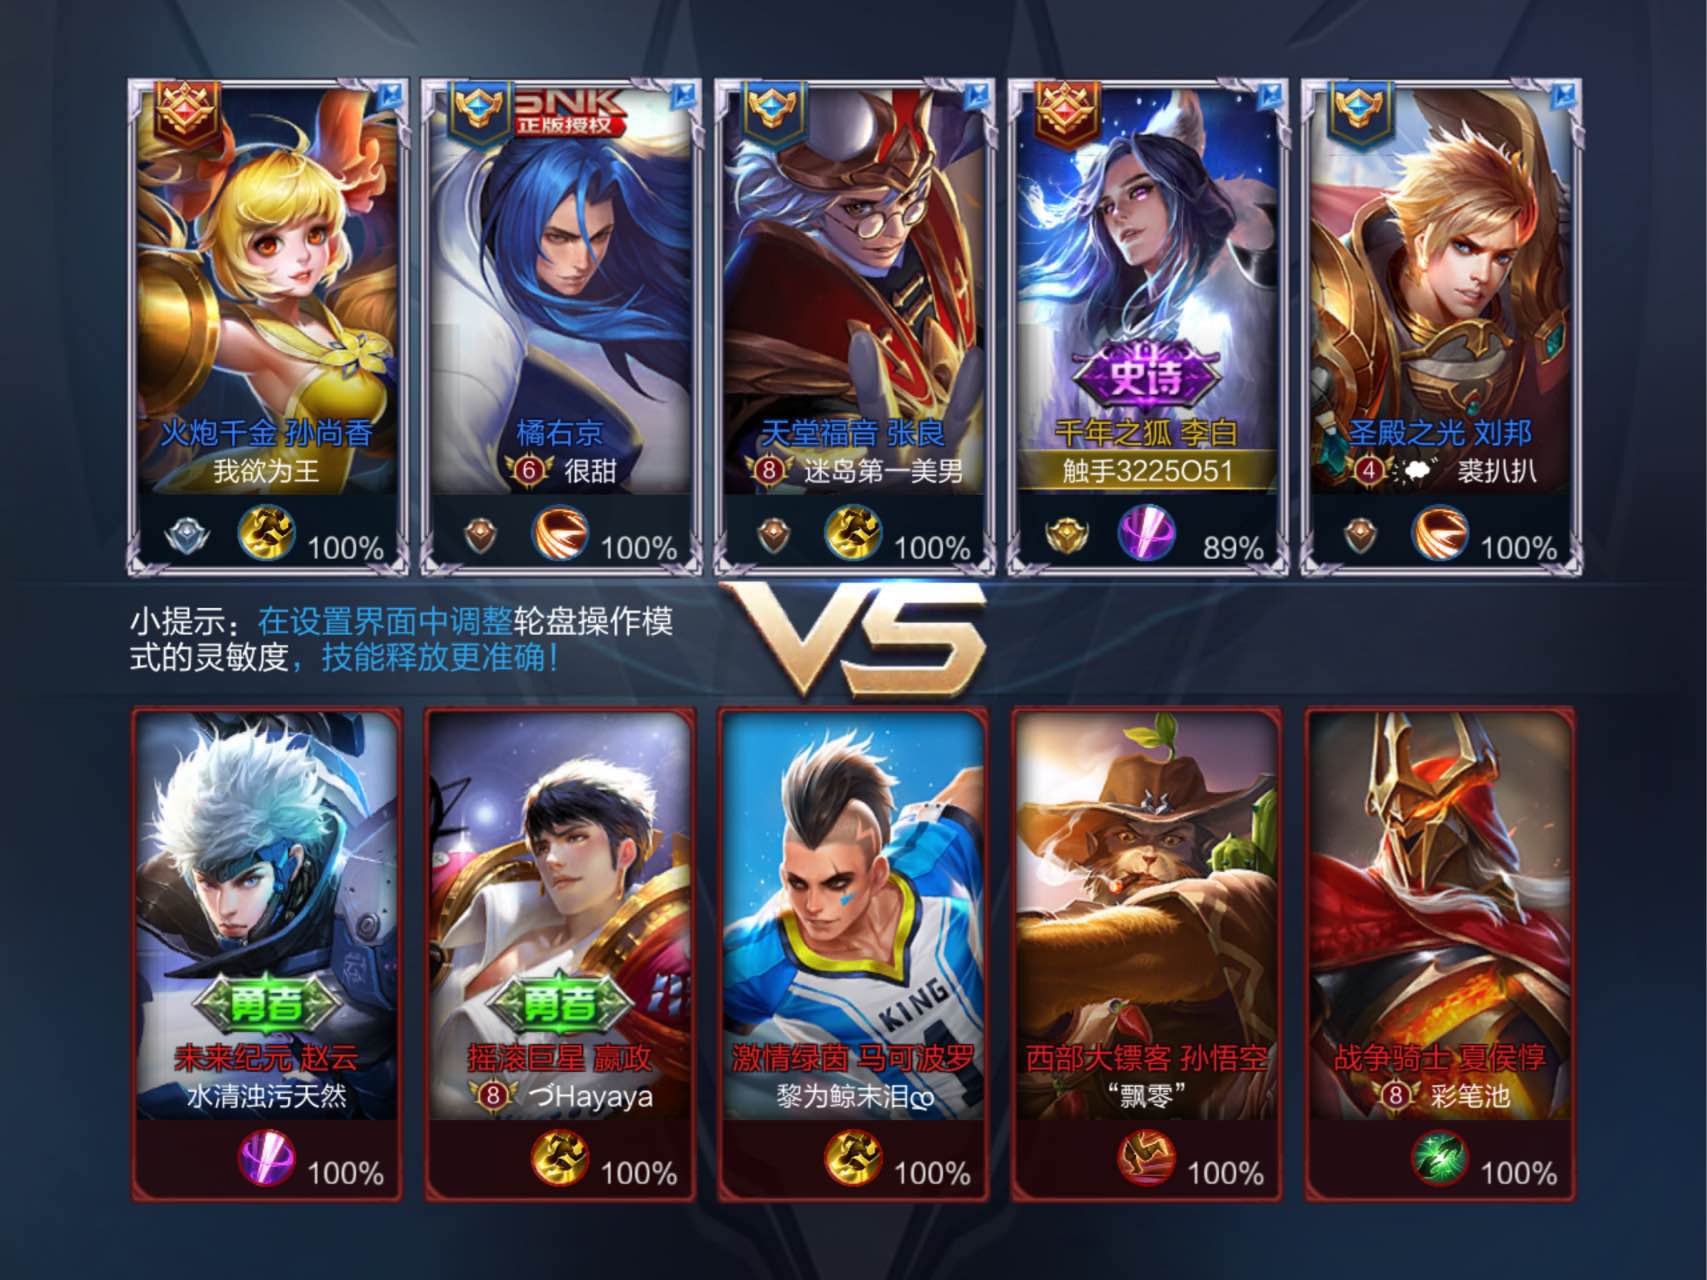 SNK
正版授权
史诗
火炮千金 孙尚香
橘右京
天堂福音 张良
千年之狐 李白
圣殿之光 刘邦
我欲为王
6 很甜
8 迷岛第一美男
触手3225O51
4 裘扒扒
100%
100%
100%
89%
100%
小提示：在设置界面中调整轮盘操作模
式的灵敏度，技能释放更准确！
VS
KING
勇者
勇者
未来纪元 赵云
摇滚巨星 嬴政
激情绿茵 马可波罗
西部大镖客 孙悟空
战争骑士 夏侯惇
水清浊污天然
8 づHayaya
黎为鲸末泪ღ
“飘零”
8 彩笔池
100%
100%
100%
100%
100%